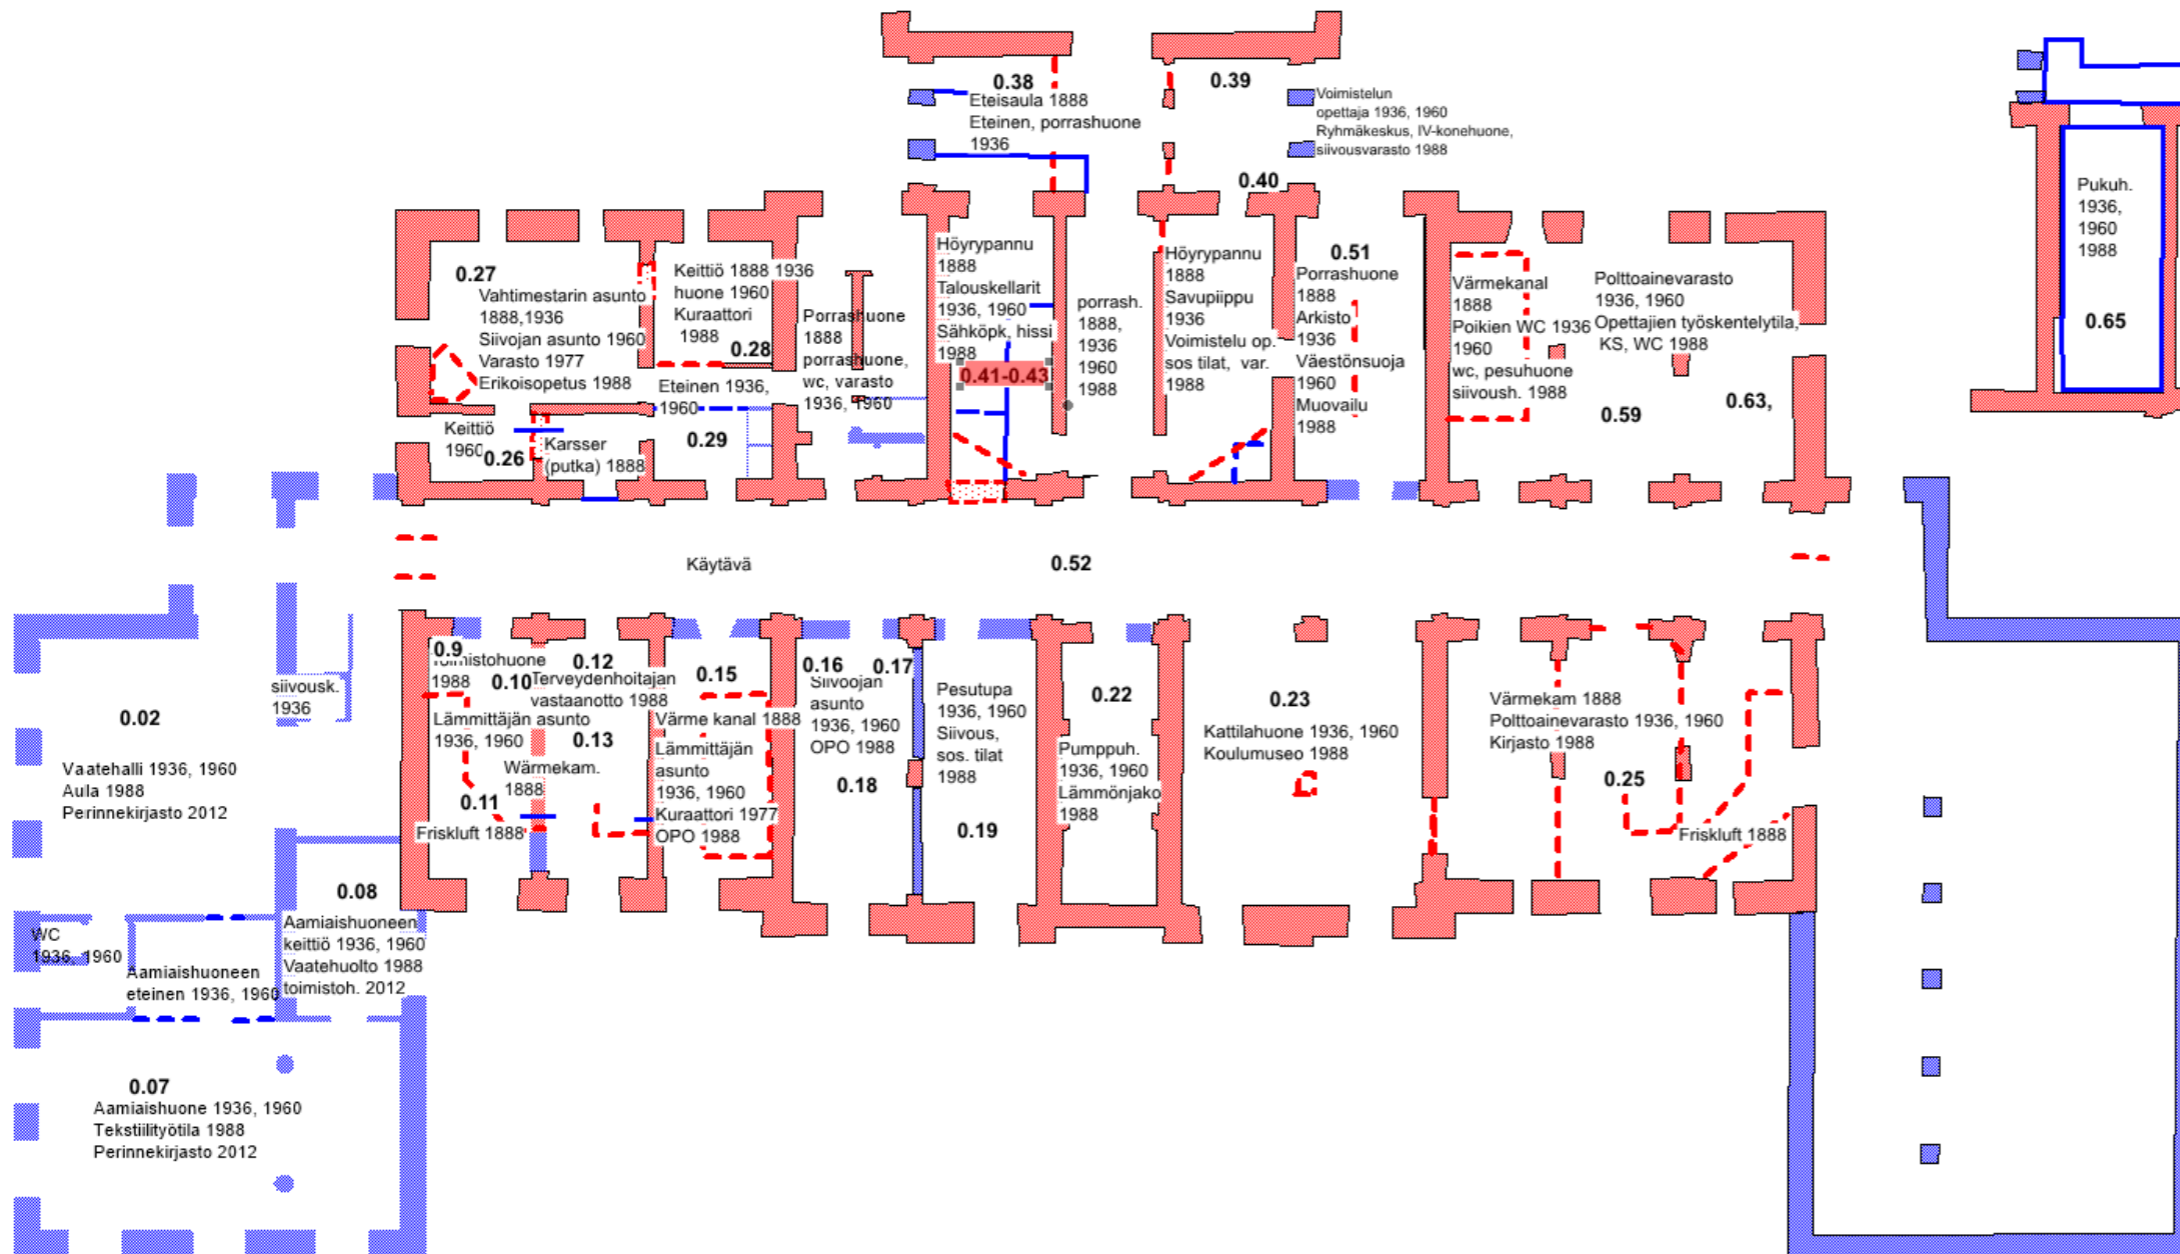 0.38
Eteisaula 1888
Eteinen, porrashuone
1936
0.39
Voimistelun
opettaja 1936, 1960
Ryhmäkeskus, IV-konehuone,
siivousvarasto 1988
0.40
Pukuh.
1936,
1960
1988
0.65
0.27
Vahtimestarin asunto
1888,1936
Siivojan asunto 1960
Varasto 1977
Erikoisopetus 1988
Keittiö 1888 1936
huone 1960
Kuraattori
1988
0.28
Eteinen 1936,
1960
0.29
Keittiö
1960
0.26
Karsser
(putka) 1888
Porrashuone
1888
porrashuone,
wc, varasto
1936, 1960
Höyrypannu
1888
Talouskellarit
1936, 1960
Sähköpk, hissi
1988
0.41-0.43
porrash.
1888,
1936
1960
1988
Höyrypannu
1888
Savupiippu
1936
Voimistelu op.
sos tilat, var.
1988
0.51
Porrashuone
1888
Arkisto
1936
Väestönsuoja
1960
Muovailu
1988
Värmekanal
1888
Poikien WC 1936
1960
wc, pesuhuone
siivoush. 1988
Polttoainevarasto
1936, 1960
Opettajien työskentelytila,
KS, WC 1988
0.59
0.63,
Käytävä
0.52
siivousk.
1936
0.02
Vaatehalli 1936, 1960
Aula 1988
Perinnekirjasto 2012
0.9
Toimistohuone
1988
0.10
Lämmittäjän asunto
1936, 1960
0.11
Friskluft 1888
0.12
Terveydenhoitajan
vastaanotto 1988
0.13
Wärmekam.
1888
0.15
Värme kanal 1888
Lämmittäjän
asunto
1936, 1960
Kuraattori 1977
OPO 1988
0.16
0.17
Siivoojan
asunto
1936, 1960
OPO 1988
0.18
Pesutupa
1936, 1960
Siivous,
sos. tilat
1988
0.19
0.22
Pumppuh.
1936, 1960
Lämmönjako
1988
0.23
Kattilahuone 1936, 1960
Koulumuseo 1988
Värmekam 1888
Polttoainevarasto 1936, 1960
Kirjasto 1988
0.25
Friskluft 1888
0.08
Aamiaishuoneen
keittiö 1936, 1960
Vaatehuolto 1988
toimistoh. 2012
WC
1936, 1960
Aamiaishuoneen
eteinen 1936, 1960
0.07
Aamiaishuone 1936, 1960
Tekstiilityötila 1988
Perinnekirjasto 2012